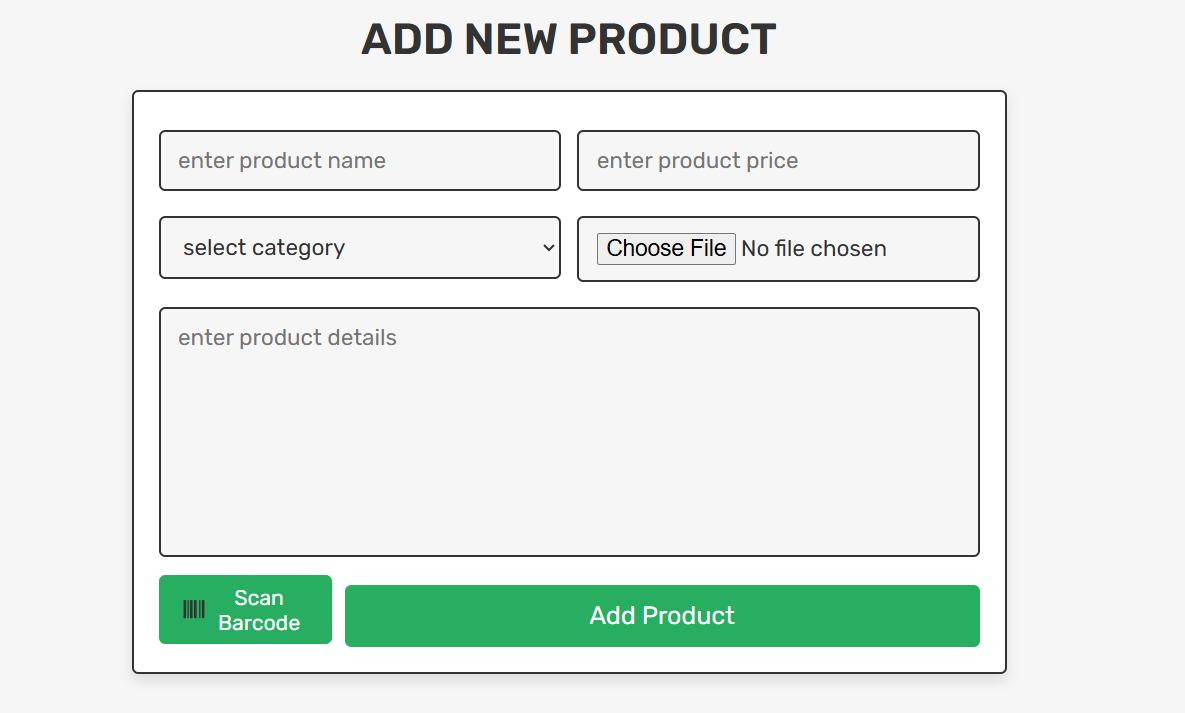 ADD NEW PRODUCT
enter product name
enter product price
select category
Choose File No file chosen
enter product details
Scan
Barcode
Add Product